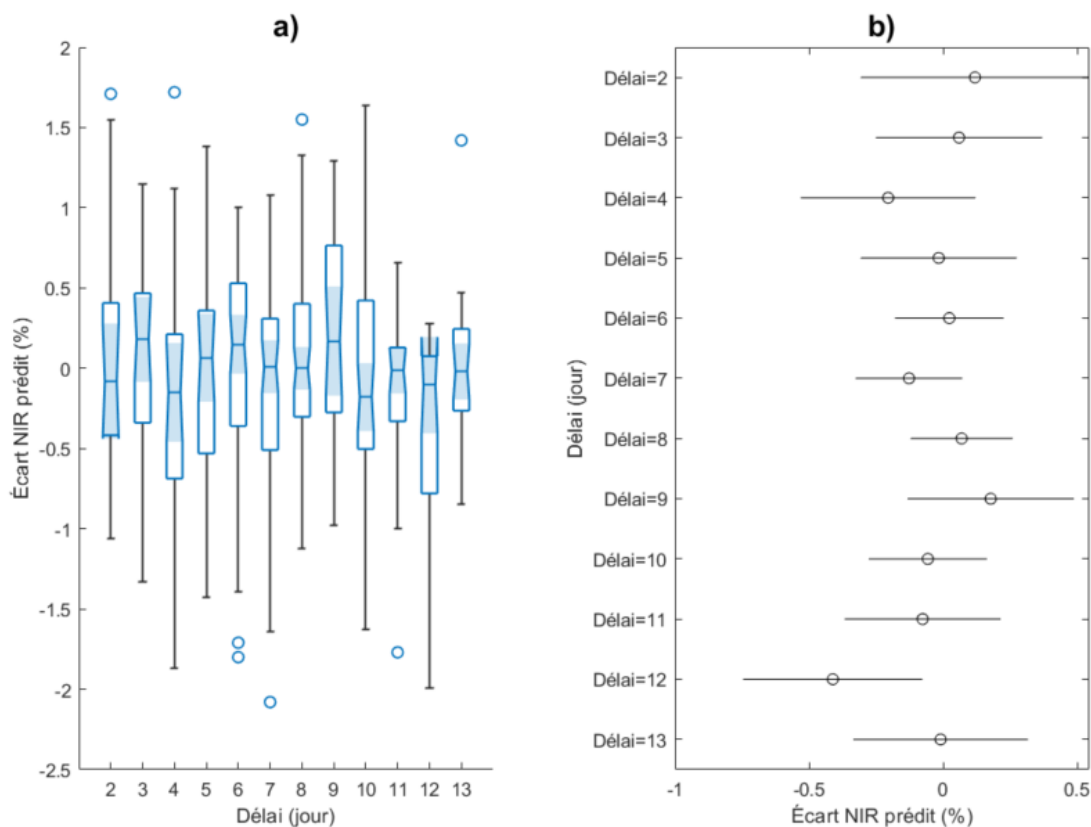 a)
2
1.5
1
0.5
0
-0.5
-1
-1.5
-2
-2.5
Écart NIR prédit (%)
2 3 4 5 6 7 8 9 10 11 12 13
Délai (jour)
b)
Délai=2
Délai=3
Délai=4
Délai=5
Délai=6
Délai=7
Délai=8
Délai=9
Délai=10
Délai=11
Délai=12
Délai=13
Délai (jour)
-1 -0.5 0 0.5
Écart NIR prédit (%)